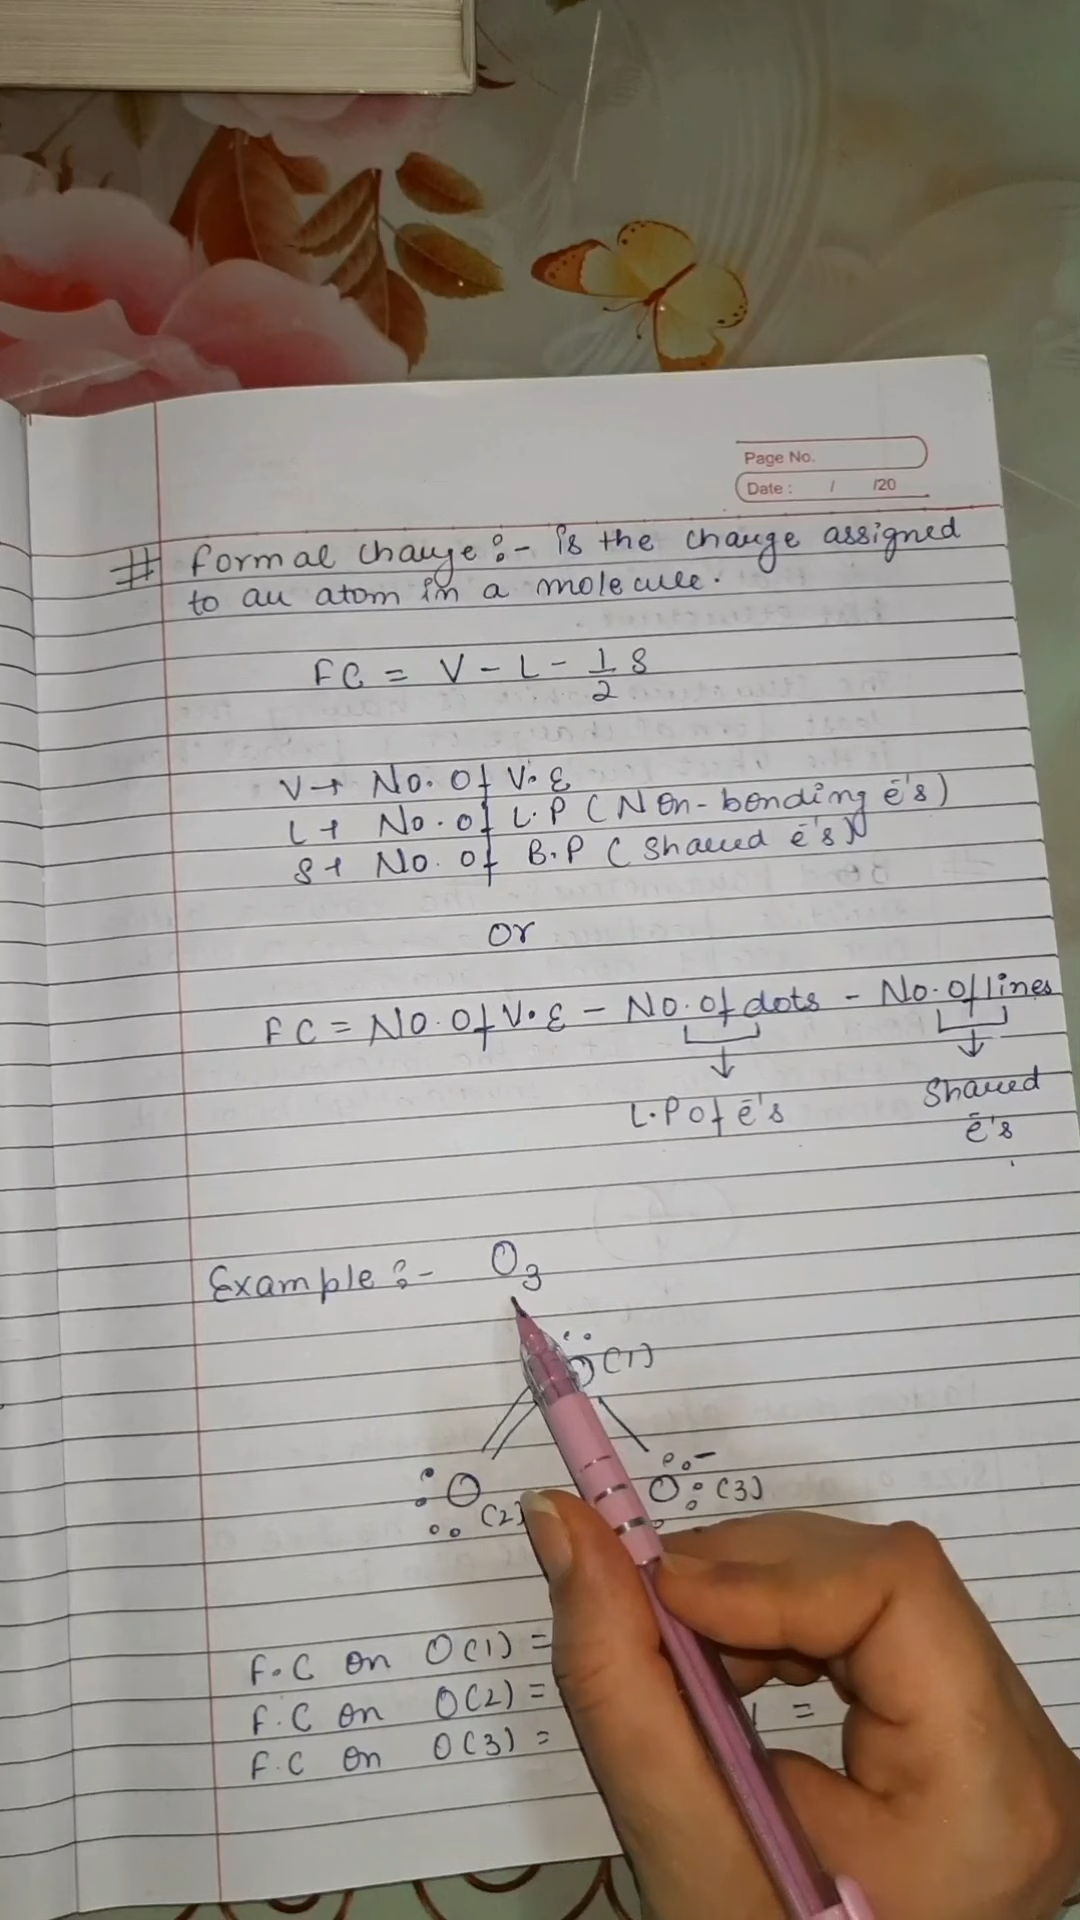 Page No.
Date : / /20
# Formal charge :- is the charge assigned
to an atom in a molecule.
FC = V - L - 1/2 S
V → No. of V.E
L → No. of L.P (Non-bonding e⁻'s)
S → No. of B.P (Shared e⁻'s)
or
FC = No. of V.E - No. of dots - No. of lines
↓ ↓
L.P of e⁻'s
Shared
e⁻'s
Example :- O₃
O(1)
O (2)
O (3)
F.C on O(1) =
F.C on O(2) = 1 =
F.C on O(3) =